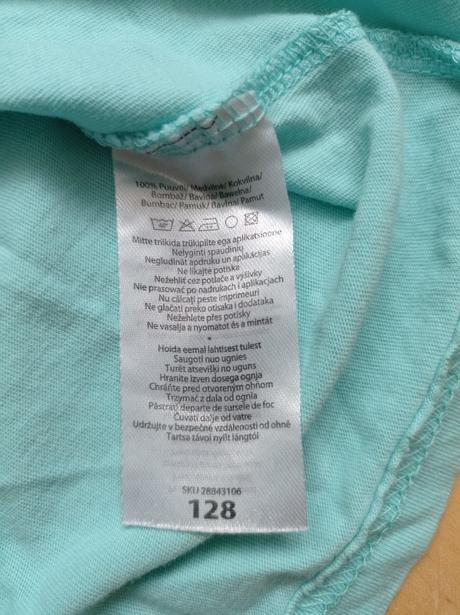 100% Puuvill/ Medvilnė/ Kokvilna/
Bombaž/ Bavlna/ Bawełna/
Bumbac/ Pamuk/ Bavlna/ Pamut
Mitte triikida trükipilte ega aplikatsioone
Nelyginti spaudinių
Negludināt apdruku un aplikācijas
Ne likajte potiska
Nežehliť cez potlače a výšivky
Nie prasować po nadrukach i aplikacjach
Nu călcați peste imprimeuri
Ne glačati preko otisaka i dodataka
Nežehlete přes potisky
Ne vasalja a nyomatot és a mintát
•
Hoida eemal lahtisest tulest
Saugoti nuo ugnies
Turēt atsevišķi no uguns
Hranite izven dosega ognja
Chráňte pred otvoreným ohňom
Trzymać z dala od ognia
Păstrați departe de sursele de foc
Čuvati dalje od vatre
Udržujte v bezpečné vzdálenosti od ohně
Tartsa távol nyílt lángtól
SKU 28843106
128